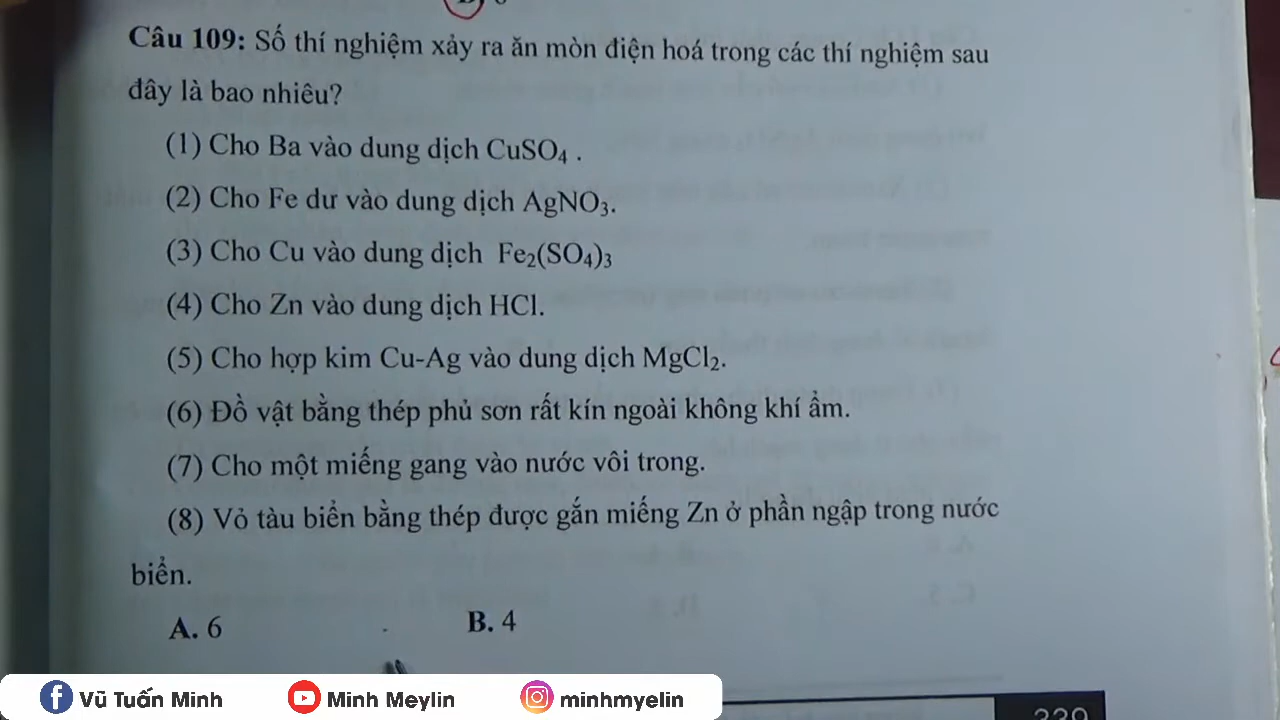 Câu 109: Số thí nghiệm xảy ra ăn mòn điện hoá trong các thí nghiệm sau
đây là bao nhiêu?
(1) Cho Ba vào dung dịch CuSO₄ .
(2) Cho Fe dư vào dung dịch AgNO₃.
(3) Cho Cu vào dung dịch Fe₂(SO₄)₃
(4) Cho Zn vào dung dịch HCl.
(5) Cho hợp kim Cu-Ag vào dung dịch MgCl₂.
(6) Đồ vật bằng thép phủ sơn rất kín ngoài không khí ẩm.
(7) Cho một miếng gang vào nước vôi trong.
(8) Vỏ tàu biển bằng thép được gắn miếng Zn ở phần ngập trong nước
biển.
A. 6 B. 4
Vũ Tuấn Minh Minh Meylin minhmyelin